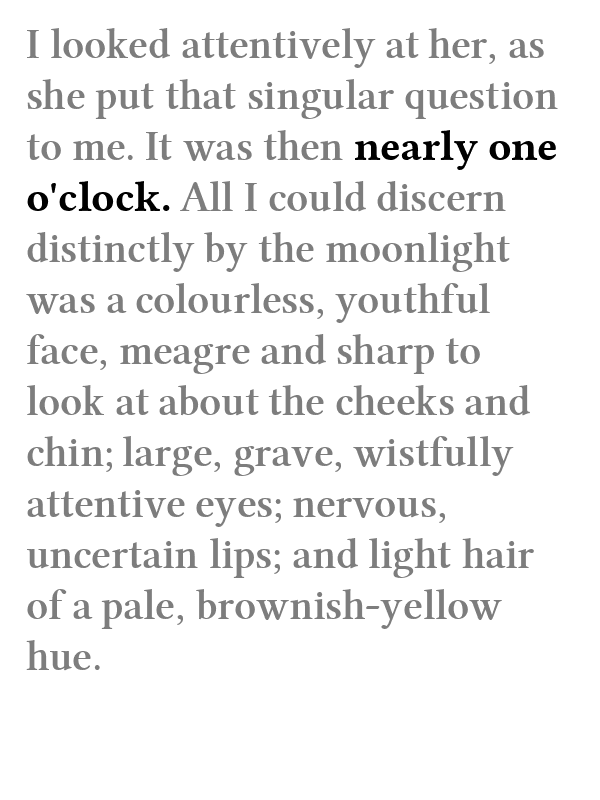 I looked attentively at her, as
she put that singular question
to me. It was then nearly one
o'clock. All I could discern
distinctly by the moonlight
was a colourless, youthful
face, meagre and sharp to
look at about the cheeks and
chin; large, grave, wistfully
attentive eyes; nervous,
uncertain lips; and light hair
of a pale, brownish-yellow
hue.